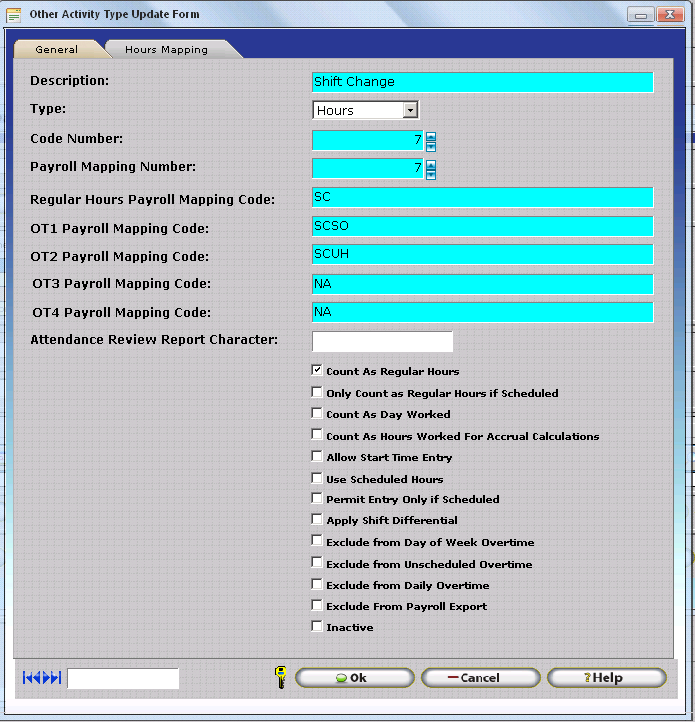 Other Activity Type Update Form
General Hours Mapping
Description: Shift Change
Type: Hours
Code Number: 7
Payroll Mapping Number: 7
Regular Hours Payroll Mapping Code: SC
OT1 Payroll Mapping Code: SCSO
OT2 Payroll Mapping Code: SCUH
OT3 Payroll Mapping Code: NA
OT4 Payroll Mapping Code: NA
Attendance Review Report Character:
Count As Regular Hours
Only Count as Regular Hours if Scheduled
Count As Day Worked
Count As Hours Worked For Accrual Calculations
Allow Start Time Entry
Use Scheduled Hours
Permit Entry Only if Scheduled
Apply Shift Differential
Exclude from Day of Week Overtime
Exclude from Unscheduled Overtime
Exclude from Daily Overtime
Exclude From Payroll Export
Inactive
Ok Cancel ?Help